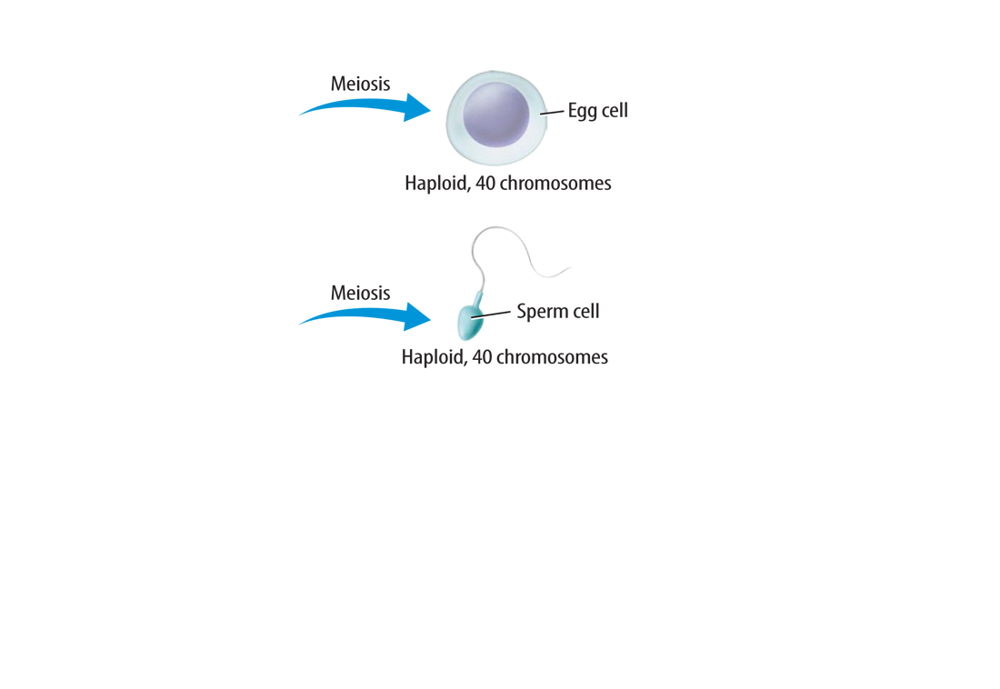 Meiosis
Egg cell
Haploid, 40 chromosomes
Meiosis
Sperm cell
Haploid, 40 chromosomes